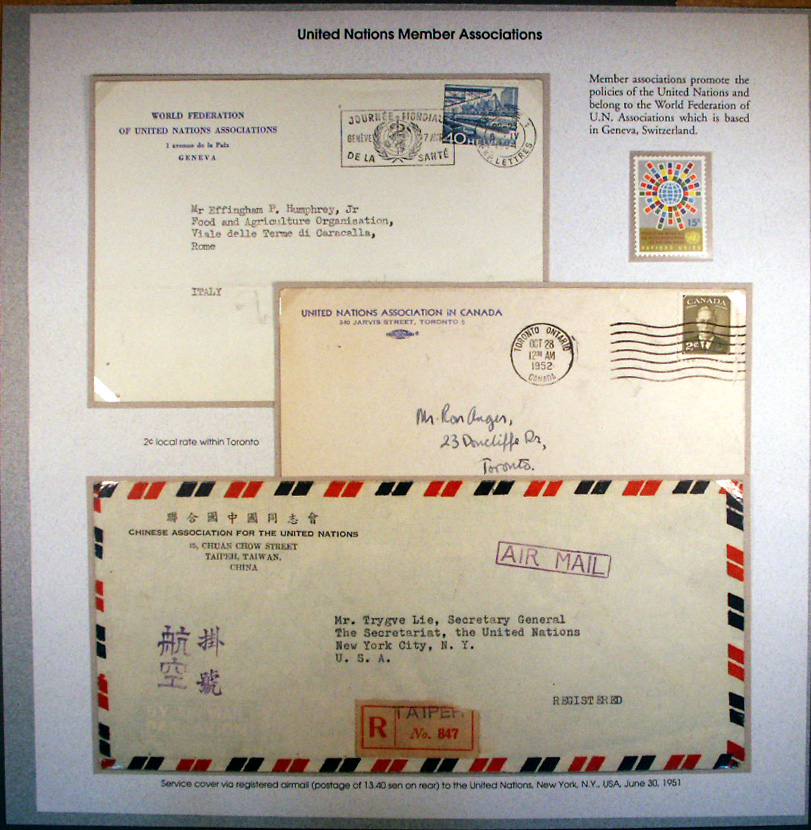 United Nations Member Associations
Member associations promote the
policies of the United Nations and
belong to the World Federation of
U.N. Associations which is based
in Geneva, Switzerland.
WORLD FEDERATION
OF UNITED NATIONS ASSOCIATIONS
1 avenue de la Paix
GENEVA
JOURNÉE MONDIALE
GENÈVE
DE LA SANTÉ
40 HELVETIA
LETTRES
15c
NATIONS UNIES
Mr Effingham P. Humphrey, Jr
Food and Agriculture Organisation,
Viale delle Terme di Caracalla,
Rome
ITALY
UNITED NATIONS ASSOCIATION IN CANADA
340 JARVIS STREET, TORONTO 5
TORONTO ONTARIO
OCT 28
12 AM
1952
CANADA
CANADA
2c
Mr. Ron Anger,
23 Doncliffe Dr,
Toronto.
2¢ local rate within Toronto
聯合國中國同志會
CHINESE ASSOCIATION FOR THE UNITED NATIONS
15, CHUAN CHOW STREET
TAIPEH, TAIWAN,
CHINA
AIR MAIL
掛號
航空
Mr. Trygve Lie, Secretary General
The Secretariat, the United Nations
New York City, N. Y.
U. S. A.
REGISTERED
R
TAIPEH
No. 847
Service cover via registered airmail (postage of 13.40 sen on rear) to the United Nations, New York, N.Y., USA, June 30, 1951